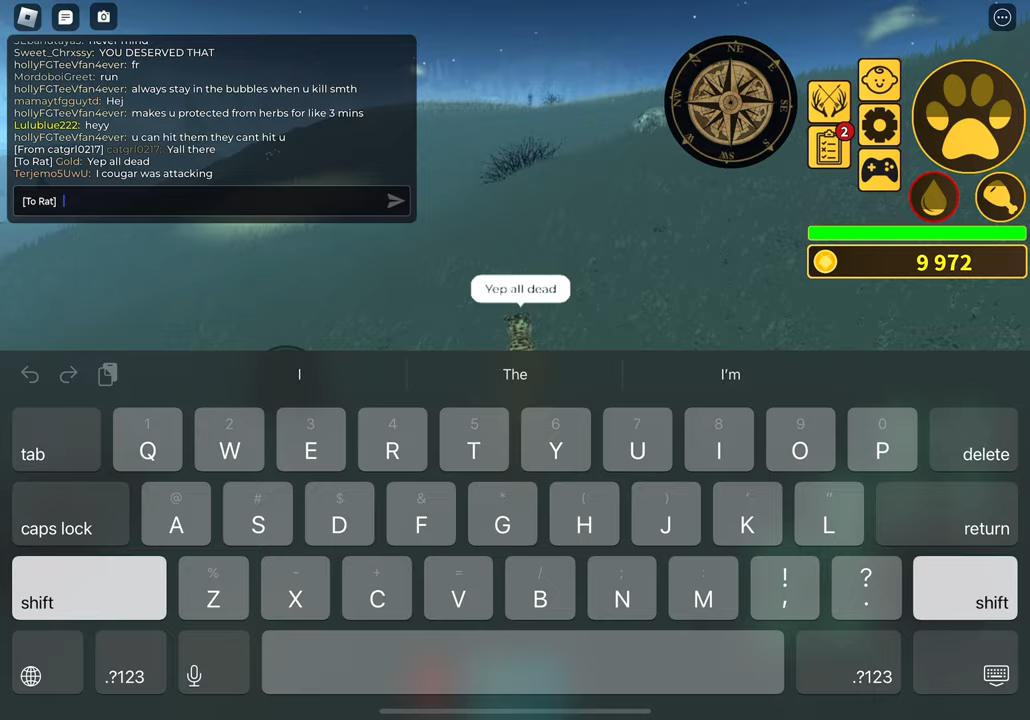 NE
N
E
NW
SE
W
S
SW
Sweet_Chrxssy: YOU DESERVED THAT
hollyFGTeeVfan4ever: fr
MordoboiGreet: run
hollyFGTeeVfan4ever: always stay in the bubbles when u kill smth
mamaytfgguytd: Hej
hollyFGTeeVfan4ever: makes u protected from herbs for like 3 mins
Lulublue222: heyy
hollyFGTeeVfan4ever: u can hit them they cant hit u
[From catgrl0217] catgrl0217: Yall there
[To Rat] Gold: Yep all dead
Terjemo5UwU: I cougar was attacking
[To Rat]
2
9 972
Yep all dead
I The I'm
1 2 3 4 5 6 7 8 9 0
tab Q W E R T Y U I O P delete
@ # $ & * ( ) ' "
caps lock A S D F G H J K L return
% - + = / ; : ! ?
shift Z X C V B N M , . shift
.?123 .?123